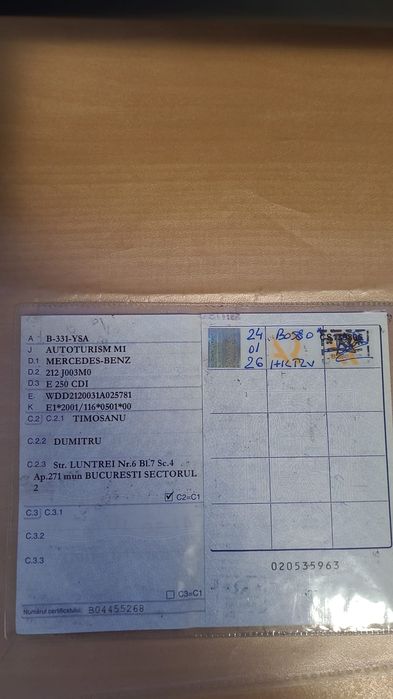 A B-331-YSA
J AUTOTURISM M1
D.1 MERCEDES-BENZ
D.2 212 J003M0
D.3 E 250 CDI
E WDD2120031A025781
K E1*2001/116*0501*00
C.2 C.2.1 TIMOSANU
C.2.2 DUMITRU
C.2.3 Str. LUNTREI Nr.6 Bl.7 Sc.4
Ap.271 mun BUCURESTI SECTORUL
2
C2=C1
C.3 C.3.1
C.3.2
C.3.3
C3=C1
Numărul certificatului: B04455268
24
01
26
020535963